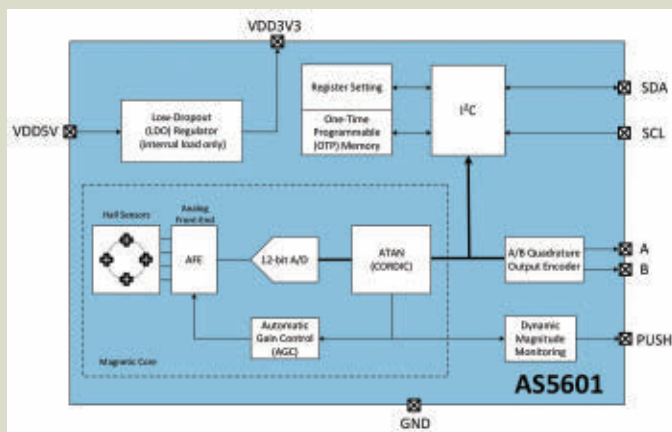 VDD3V3
VDD5V
Low-Dropout
(LDO) Regulator
(internal load only)
Register Setting
One-Time
Programmable
(OTP) Memory
I²C
SDA
SCL
Hall Sensors
Analog
Front-End
AFE
12-bit A/D
ATAN
(CORDIC)
A/B Quadrature
Output Encoder
A
B
Automatic
Gain Control
(AGC)
Dynamic
Magnitude
Monitoring
PUSH
Magnetic Core
AS5601
GND